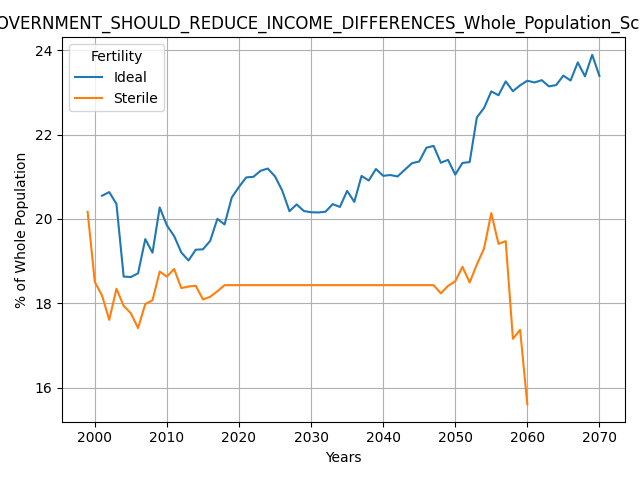 OVERNMENT_SHOULD_REDUCE_INCOME_DIFFERENCES_Whole_Population_Sc
Fertility
Ideal
Sterile
24
22
20
18
16
% of Whole Population
2000 2010 2020 2030 2040 2050 2060 2070
Years